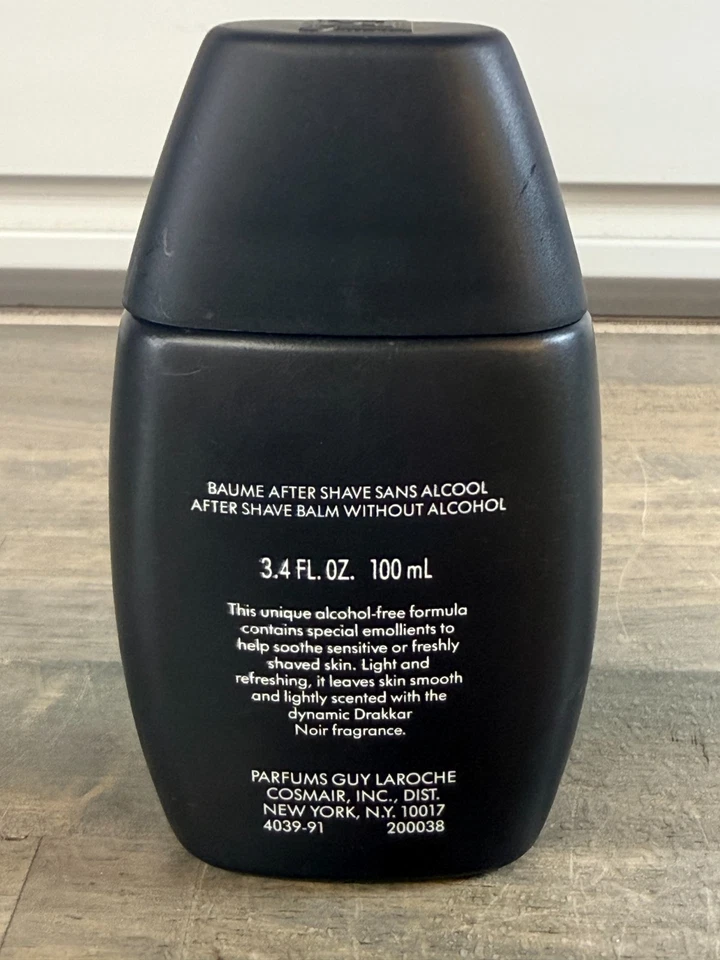 BAUME AFTER SHAVE SANS ALCOOL
AFTER SHAVE BALM WITHOUT ALCOHOL
3.4 FL. OZ. 100 mL
This unique alcohol-free formula
contains special emollients to
help soothe sensitive or freshly
shaved skin. Light and
refreshing, it leaves skin smooth
and lightly scented with the
dynamic Drakkar
Noir fragrance.
PARFUMS GUY LAROCHE
COSMAIR, INC., DIST.
NEW YORK, N.Y. 10017
4039-91 200038